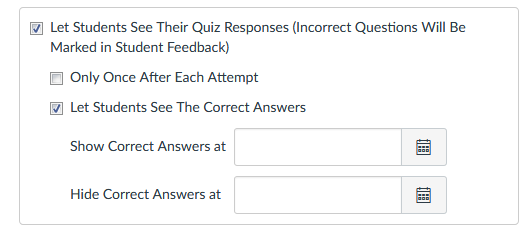 Let Students See Their Quiz Responses (Incorrect Questions Will Be
Marked in Student Feedback)
Only Once After Each Attempt
Let Students See The Correct Answers
Show Correct Answers at
Hide Correct Answers at